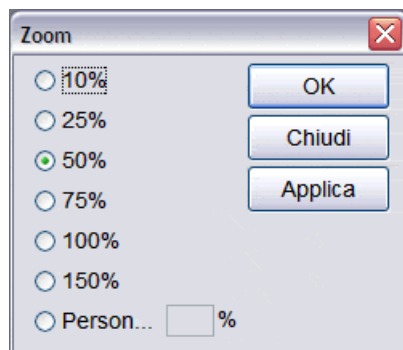 Zoom
10%
25%
50%
75%
100%
150%
Person... %
OK
Chiudi
Applica